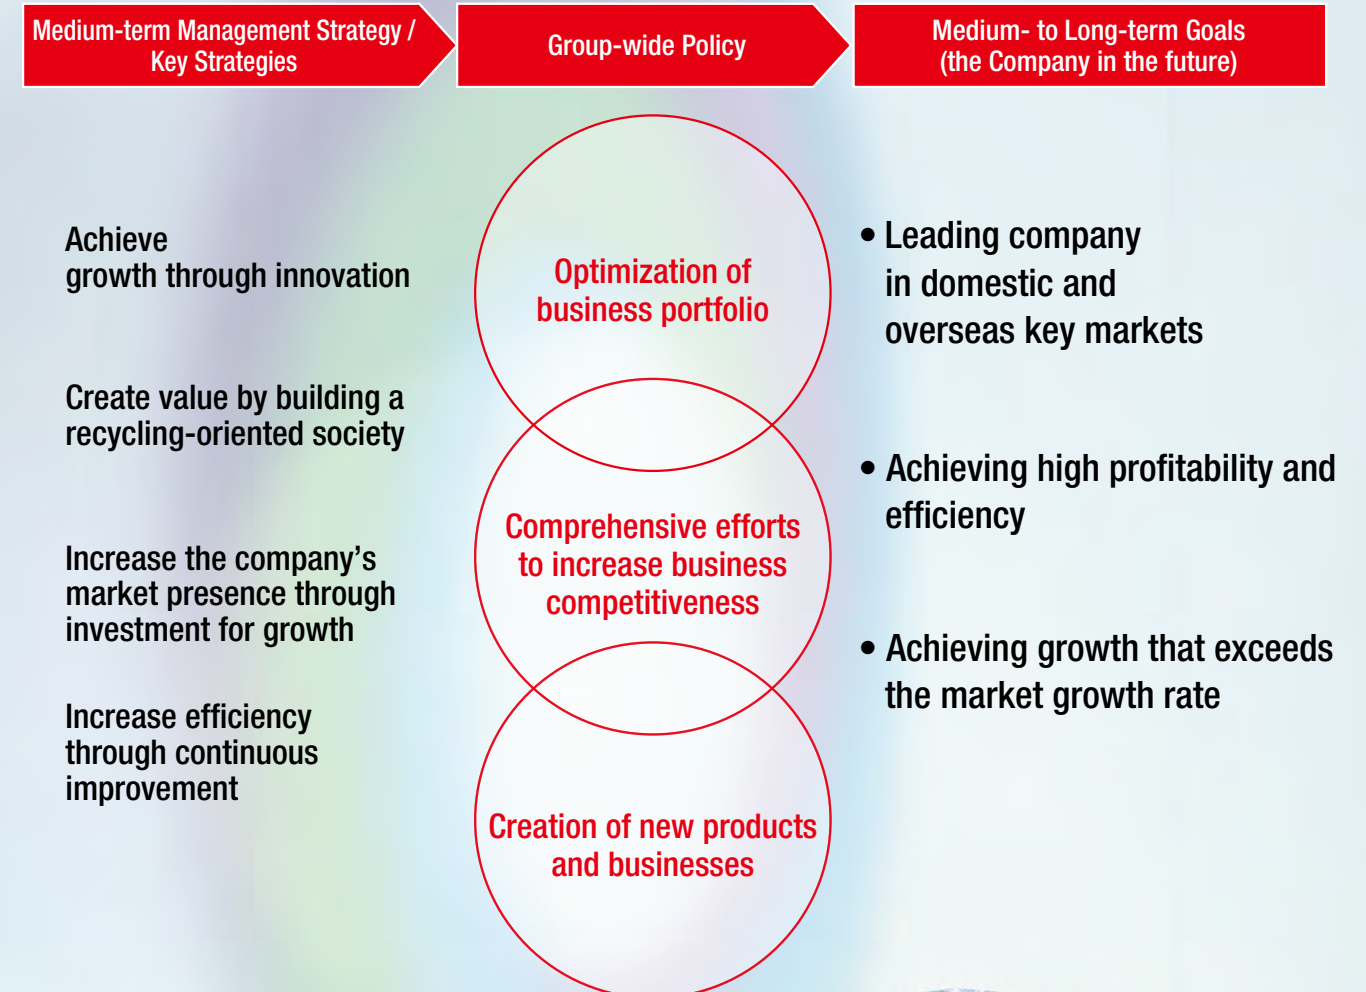 Medium-term Management Strategy /
Key Strategies
Group-wide Policy
Medium- to Long-term Goals
(the Company in the future)
Achieve
growth through innovation
Create value by building a
recycling-oriented society
Increase the company’s
market presence through
investment for growth
Increase efficiency
through continuous
improvement
Optimization of
business portfolio
Comprehensive efforts
to increase business
competitiveness
Creation of new products
and businesses
• Leading company
in domestic and
overseas key markets
• Achieving high profitability and
efficiency
• Achieving growth that exceeds
the market growth rate